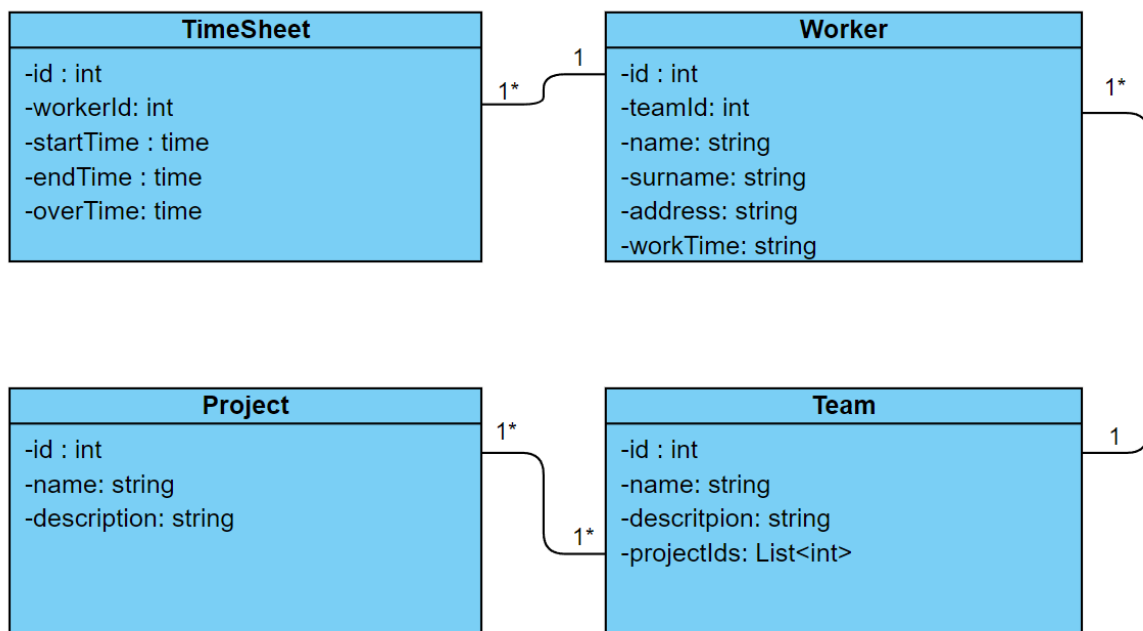 TimeSheet
-id : int
-workerId: int
-startTime : time
-endTime : time
-overTime: time
1*
1
Worker
-id : int
-teamId: int
-name: string
-surname: string
-address: string
-workTime: string
1*
Project
-id : int
-name: string
-description: string
1*
1*
Team
-id : int
-name: string
-descritpion: string
-projectIds: List<int>
1